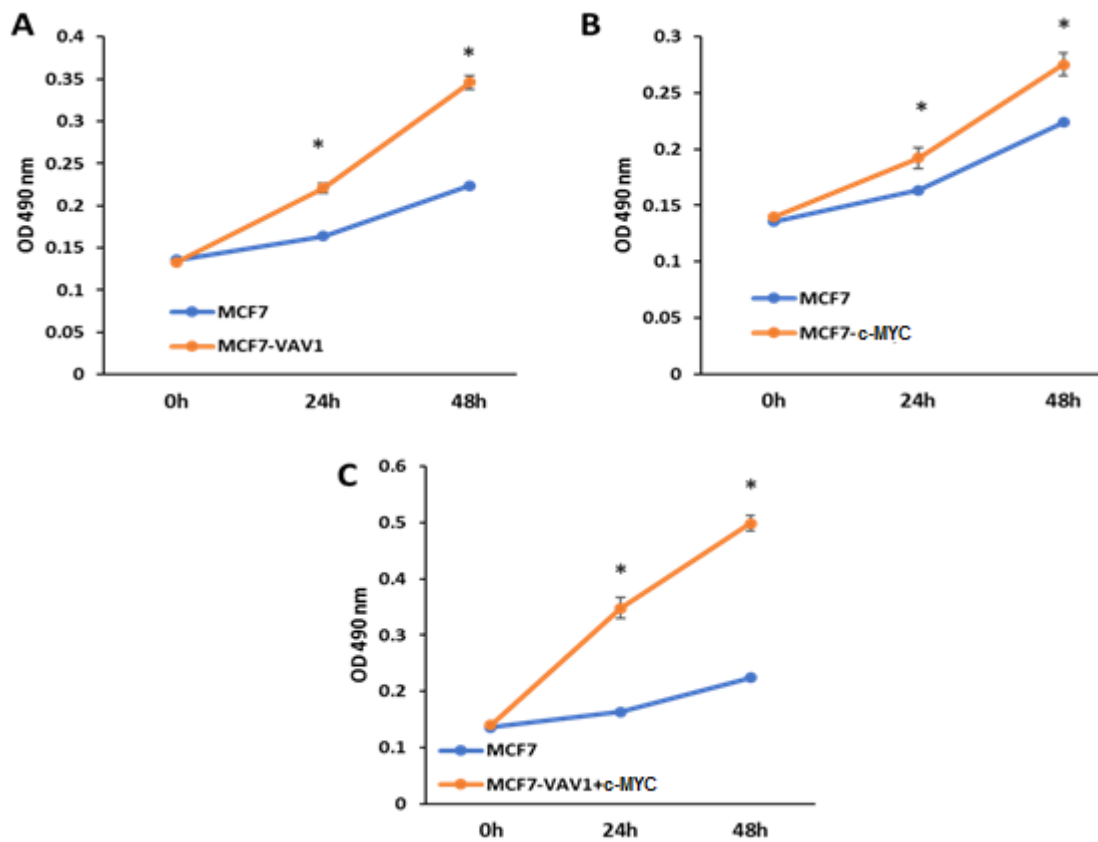 A
0.4
0.35
0.3
0.25
0.2
0.15
0.1
0.05
0
OD 490 nm
*
*
MCF7
MCF7-VAV1
0h
24h
48h
B
0.3
0.25
0.2
0.15
0.1
0.05
0
OD 490 nm
*
*
MCF7
MCF7-c-MYC
0h
24h
48h
C
0.6
0.5
0.4
0.3
0.2
0.1
0
OD 490 nm
*
*
MCF7
MCF7-VAV1+c-MYC
0h
24h
48h